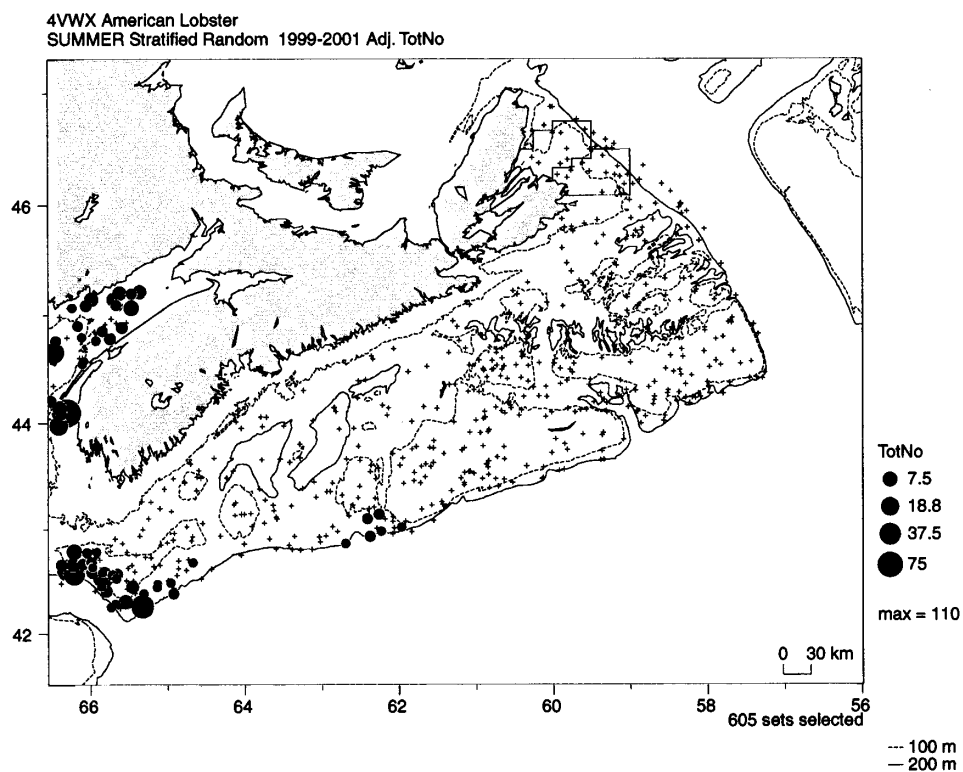 4VWX American Lobster
SUMMER Stratified Random 1999-2001 Adj. TotNo
46
44
42
66
64
62
60
58
56
0 30 km
605 sets selected
TotNo
7.5
18.8
37.5
75
max = 110
--- 100 m
— 200 m